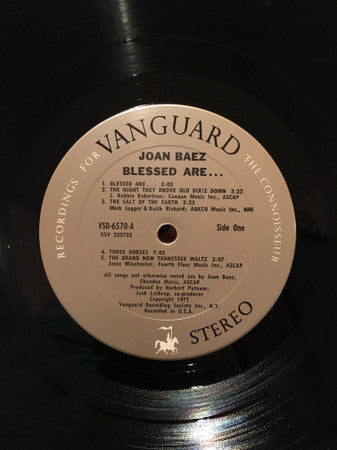 RECORDINGS FOR VANGUARD THE CONNOISSEUR
JOAN BAEZ
BLESSED ARE...
1. BLESSED ARE... 3:03
2. THE NIGHT THEY DROVE OLD DIXIE DOWN 3:22
J. Robbie Robertson; Canaan Music Inc., ASCAP
3. THE SALT OF THE EARTH 3:22
Mick Jagger & Keith Richard; ABKCO Music Inc., BMI
VSD-6570-A
Side One
XSV 222732
4. THREE HORSES 7:02
5. THE BRAND NEW TENNESSEE WALTZ 3:07
Jesse Winchester; Fourth Floor Music Inc., ASCAP
All songs not otherwise noted are by Joan Baez;
Chandos Music, ASCAP
Produced by Norbert Putnam;
Jack Lothrop, co-producer
Copyright 1971
Vanguard Recording Society Inc., N.Y.
Recorded in U.S.A.
STEREO